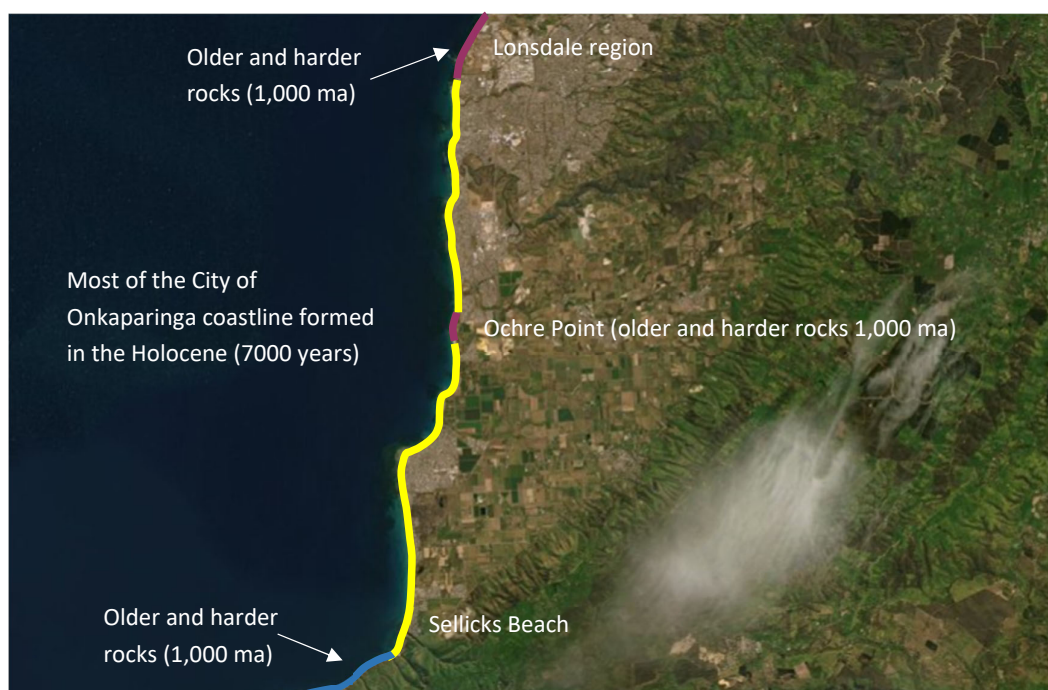 Older and harder
rocks (1,000 ma)
Lonsdale region
Most of the City of
Onkaparinga coastline formed
in the Holocene (7000 years)
Ochre Point (older and harder rocks 1,000 ma)
Older and harder
rocks (1,000 ma)
Sellicks Beach